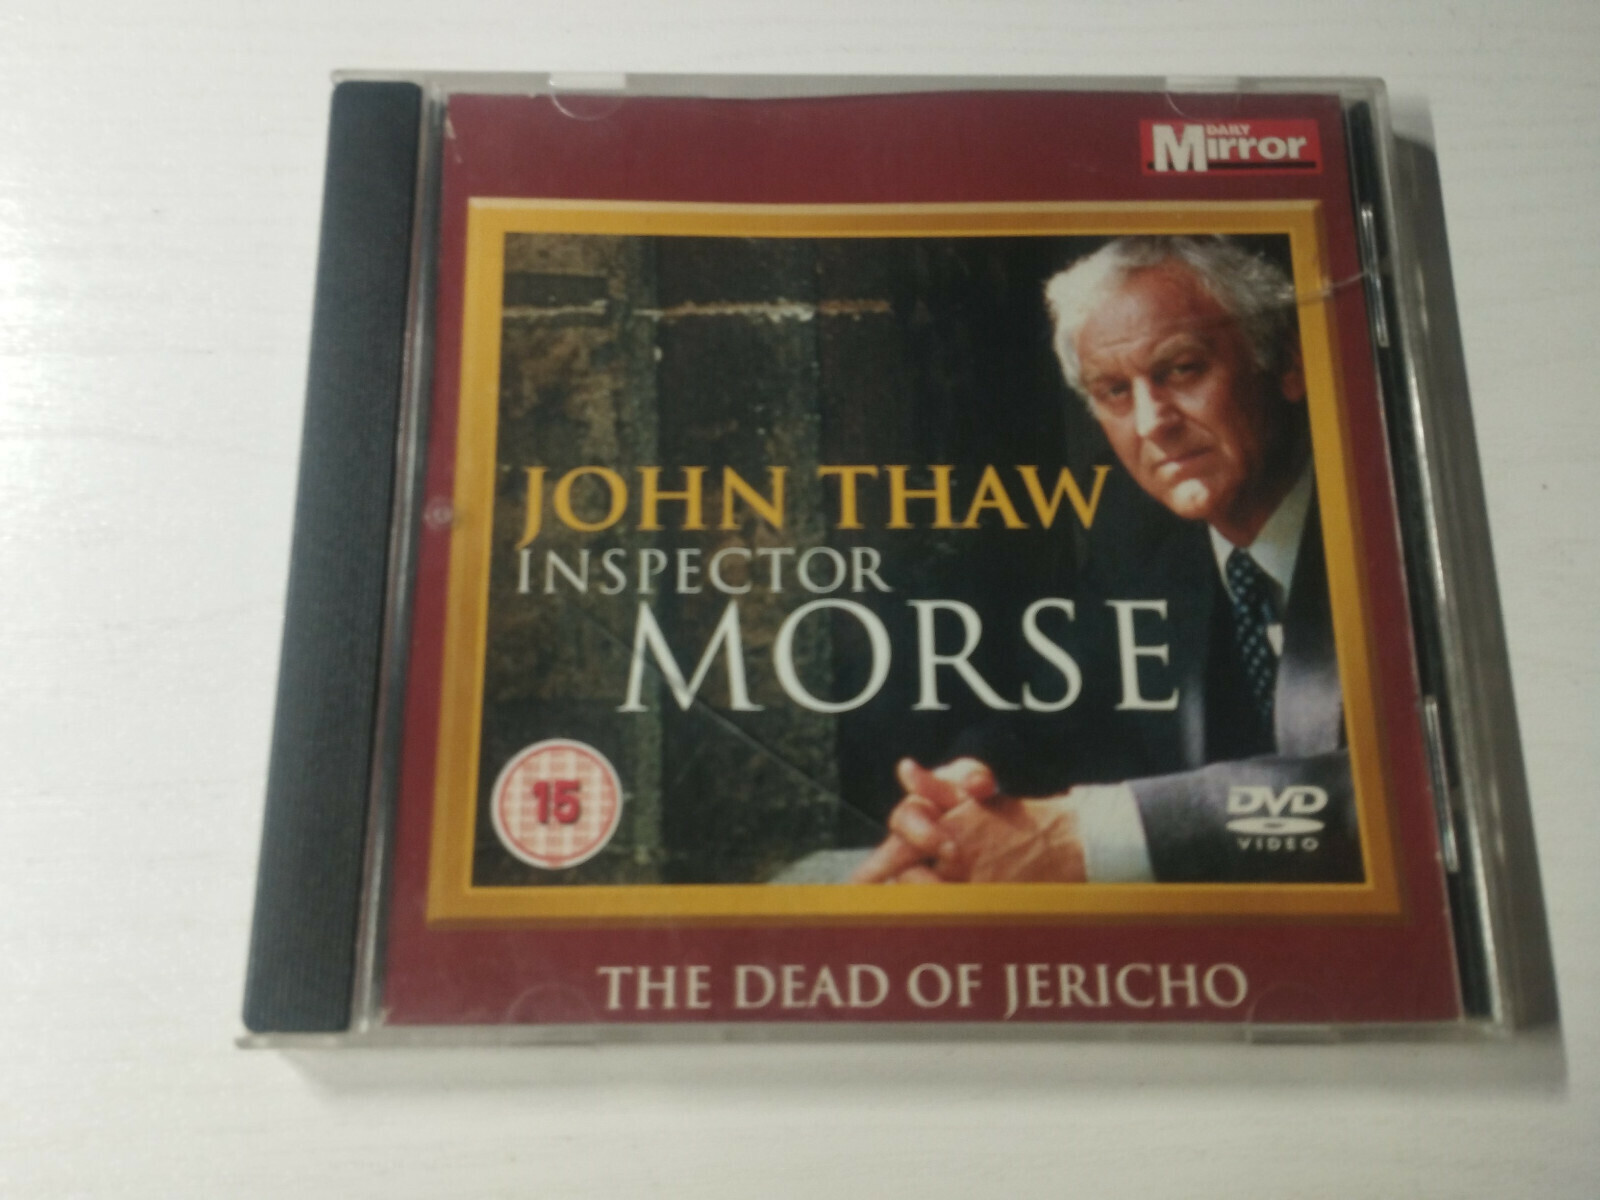 DAILY
Mirror
JOHN THAW
INSPECTOR
MORSE
15
DVD
VIDEO
THE DEAD OF JERICHO